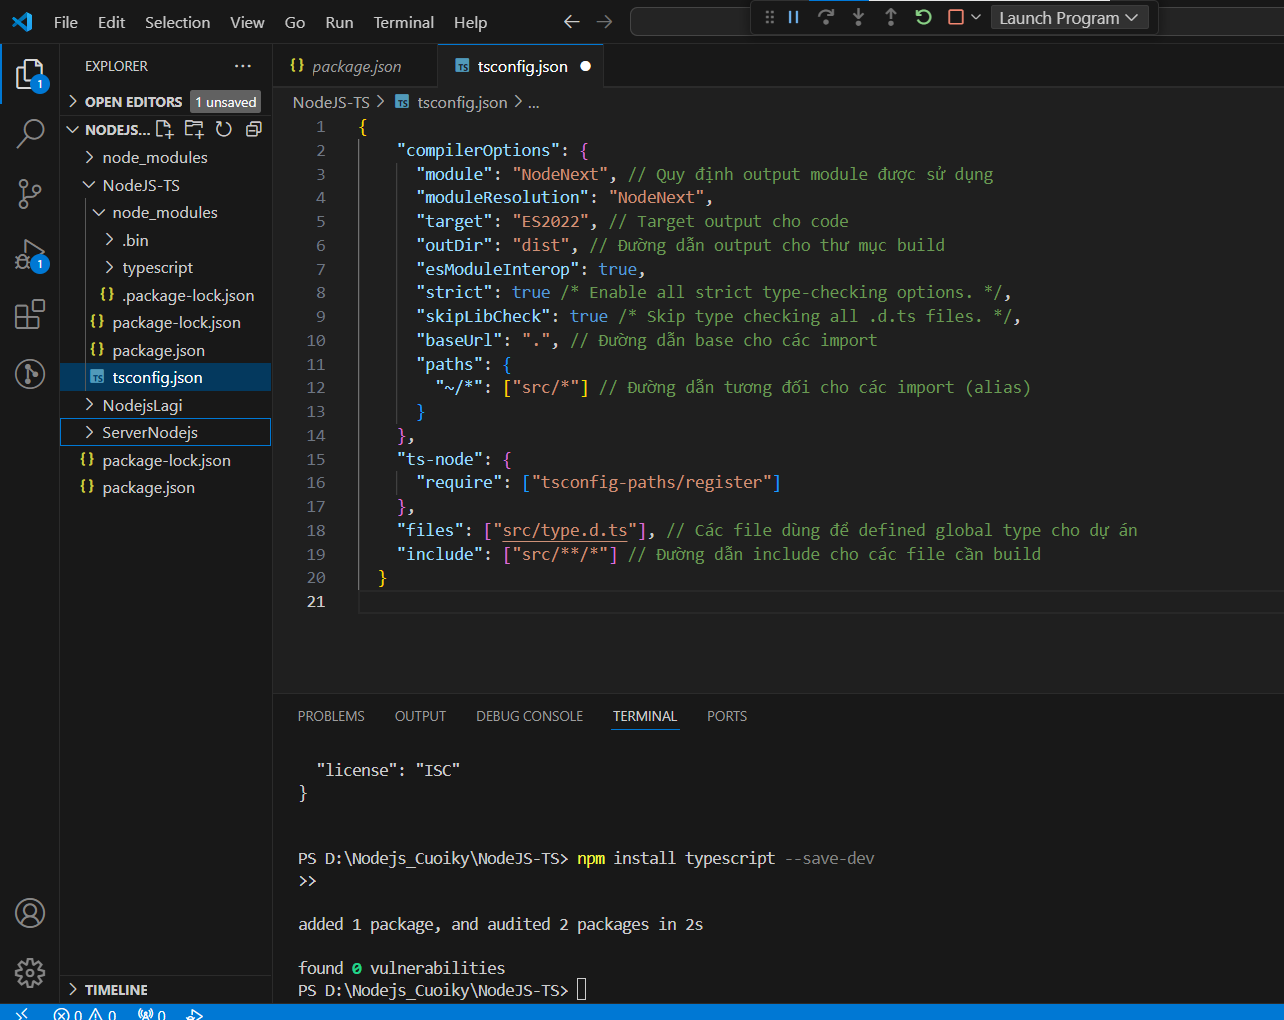 File Edit Selection View Go Run Terminal Help
Launch Program
EXPLORER
OPEN EDITORS 1 unsaved
NODEJS...
node_modules
NodeJS-TS
node_modules
.bin
typescript
.package-lock.json
package-lock.json
package.json
tsconfig.json
NodejsLagi
ServerNodejs
package-lock.json
package.json
TIMELINE
1
1
package.json
TS tsconfig.json
NodeJS-TS > TS tsconfig.json > ...
1 {
2 "compilerOptions": {
3 "module": "NodeNext", // Quy định output module được sử dụng
4 "moduleResolution": "NodeNext",
5 "target": "ES2022", // Target output cho code
6 "outDir": "dist", // Đường dẫn output cho thư mục build
7 "esModuleInterop": true,
8 "strict": true /* Enable all strict type-checking options. */,
9 "skipLibCheck": true /* Skip type checking all .d.ts files. */,
10 "baseUrl": ".", // Đường dẫn base cho các import
11 "paths": {
12 "~/*": ["src/*"] // Đường dẫn tương đối cho các import (alias)
13 }
14 },
15 "ts-node": {
16 "require": ["tsconfig-paths/register"]
17 },
18 "files": ["src/type.d.ts"], // Các file dùng để defined global type cho dự án
19 "include": ["src/**/*"] // Đường dẫn include cho các file cần build
20 }
21
PROBLEMS OUTPUT DEBUG CONSOLE TERMINAL PORTS
"license": "ISC"
}
PS D:\Nodejs_Cuoiky\NodeJS-TS> npm install typescript --save-dev
>>
added 1 package, and audited 2 packages in 2s
found 0 vulnerabilities
PS D:\Nodejs_Cuoiky\NodeJS-TS>
0 0 0